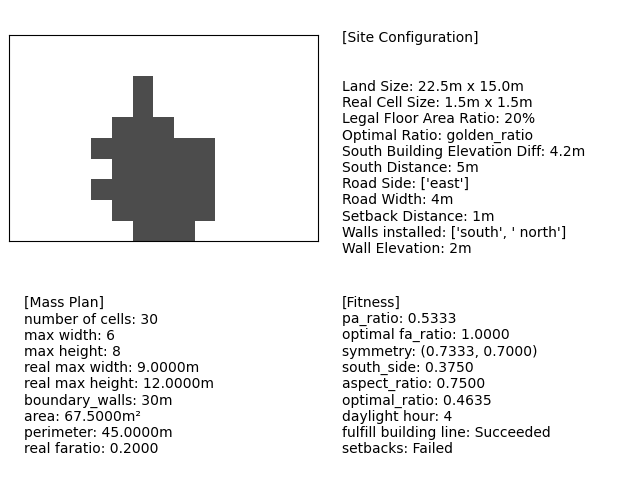 [Site Configuration]
Land Size: 22.5m x 15.0m
Real Cell Size: 1.5m x 1.5m
Legal Floor Area Ratio: 20%
Optimal Ratio: golden_ratio
South Building Elevation Diff: 4.2m
South Distance: 5m
Road Side: ['east']
Road Width: 4m
Setback Distance: 1m
Walls installed: ['south', ' north']
Wall Elevation: 2m
[Mass Plan]
number of cells: 30
max width: 6
max height: 8
real max width: 9.0000m
real max height: 12.0000m
boundary_walls: 30m
area: 67.5000m²
perimeter: 45.0000m
real faratio: 0.2000
[Fitness]
pa_ratio: 0.5333
optimal fa_ratio: 1.0000
symmetry: (0.7333, 0.7000)
south_side: 0.3750
aspect_ratio: 0.7500
optimal_ratio: 0.4635
daylight hour: 4
fulfill building line: Succeeded
setbacks: Failed